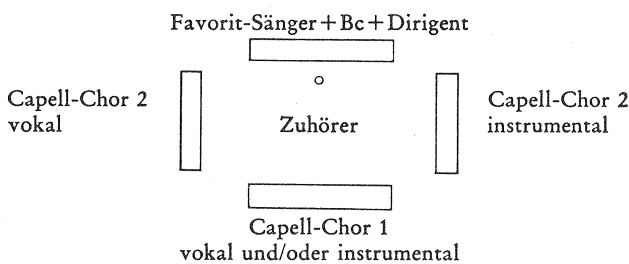 Favorit-Sänger+Bc+Dirigent
Capell-Chor 2
vokal
Zuhörer
Capell-Chor 2
instrumental
Capell-Chor 1
vokal und/oder instrumental